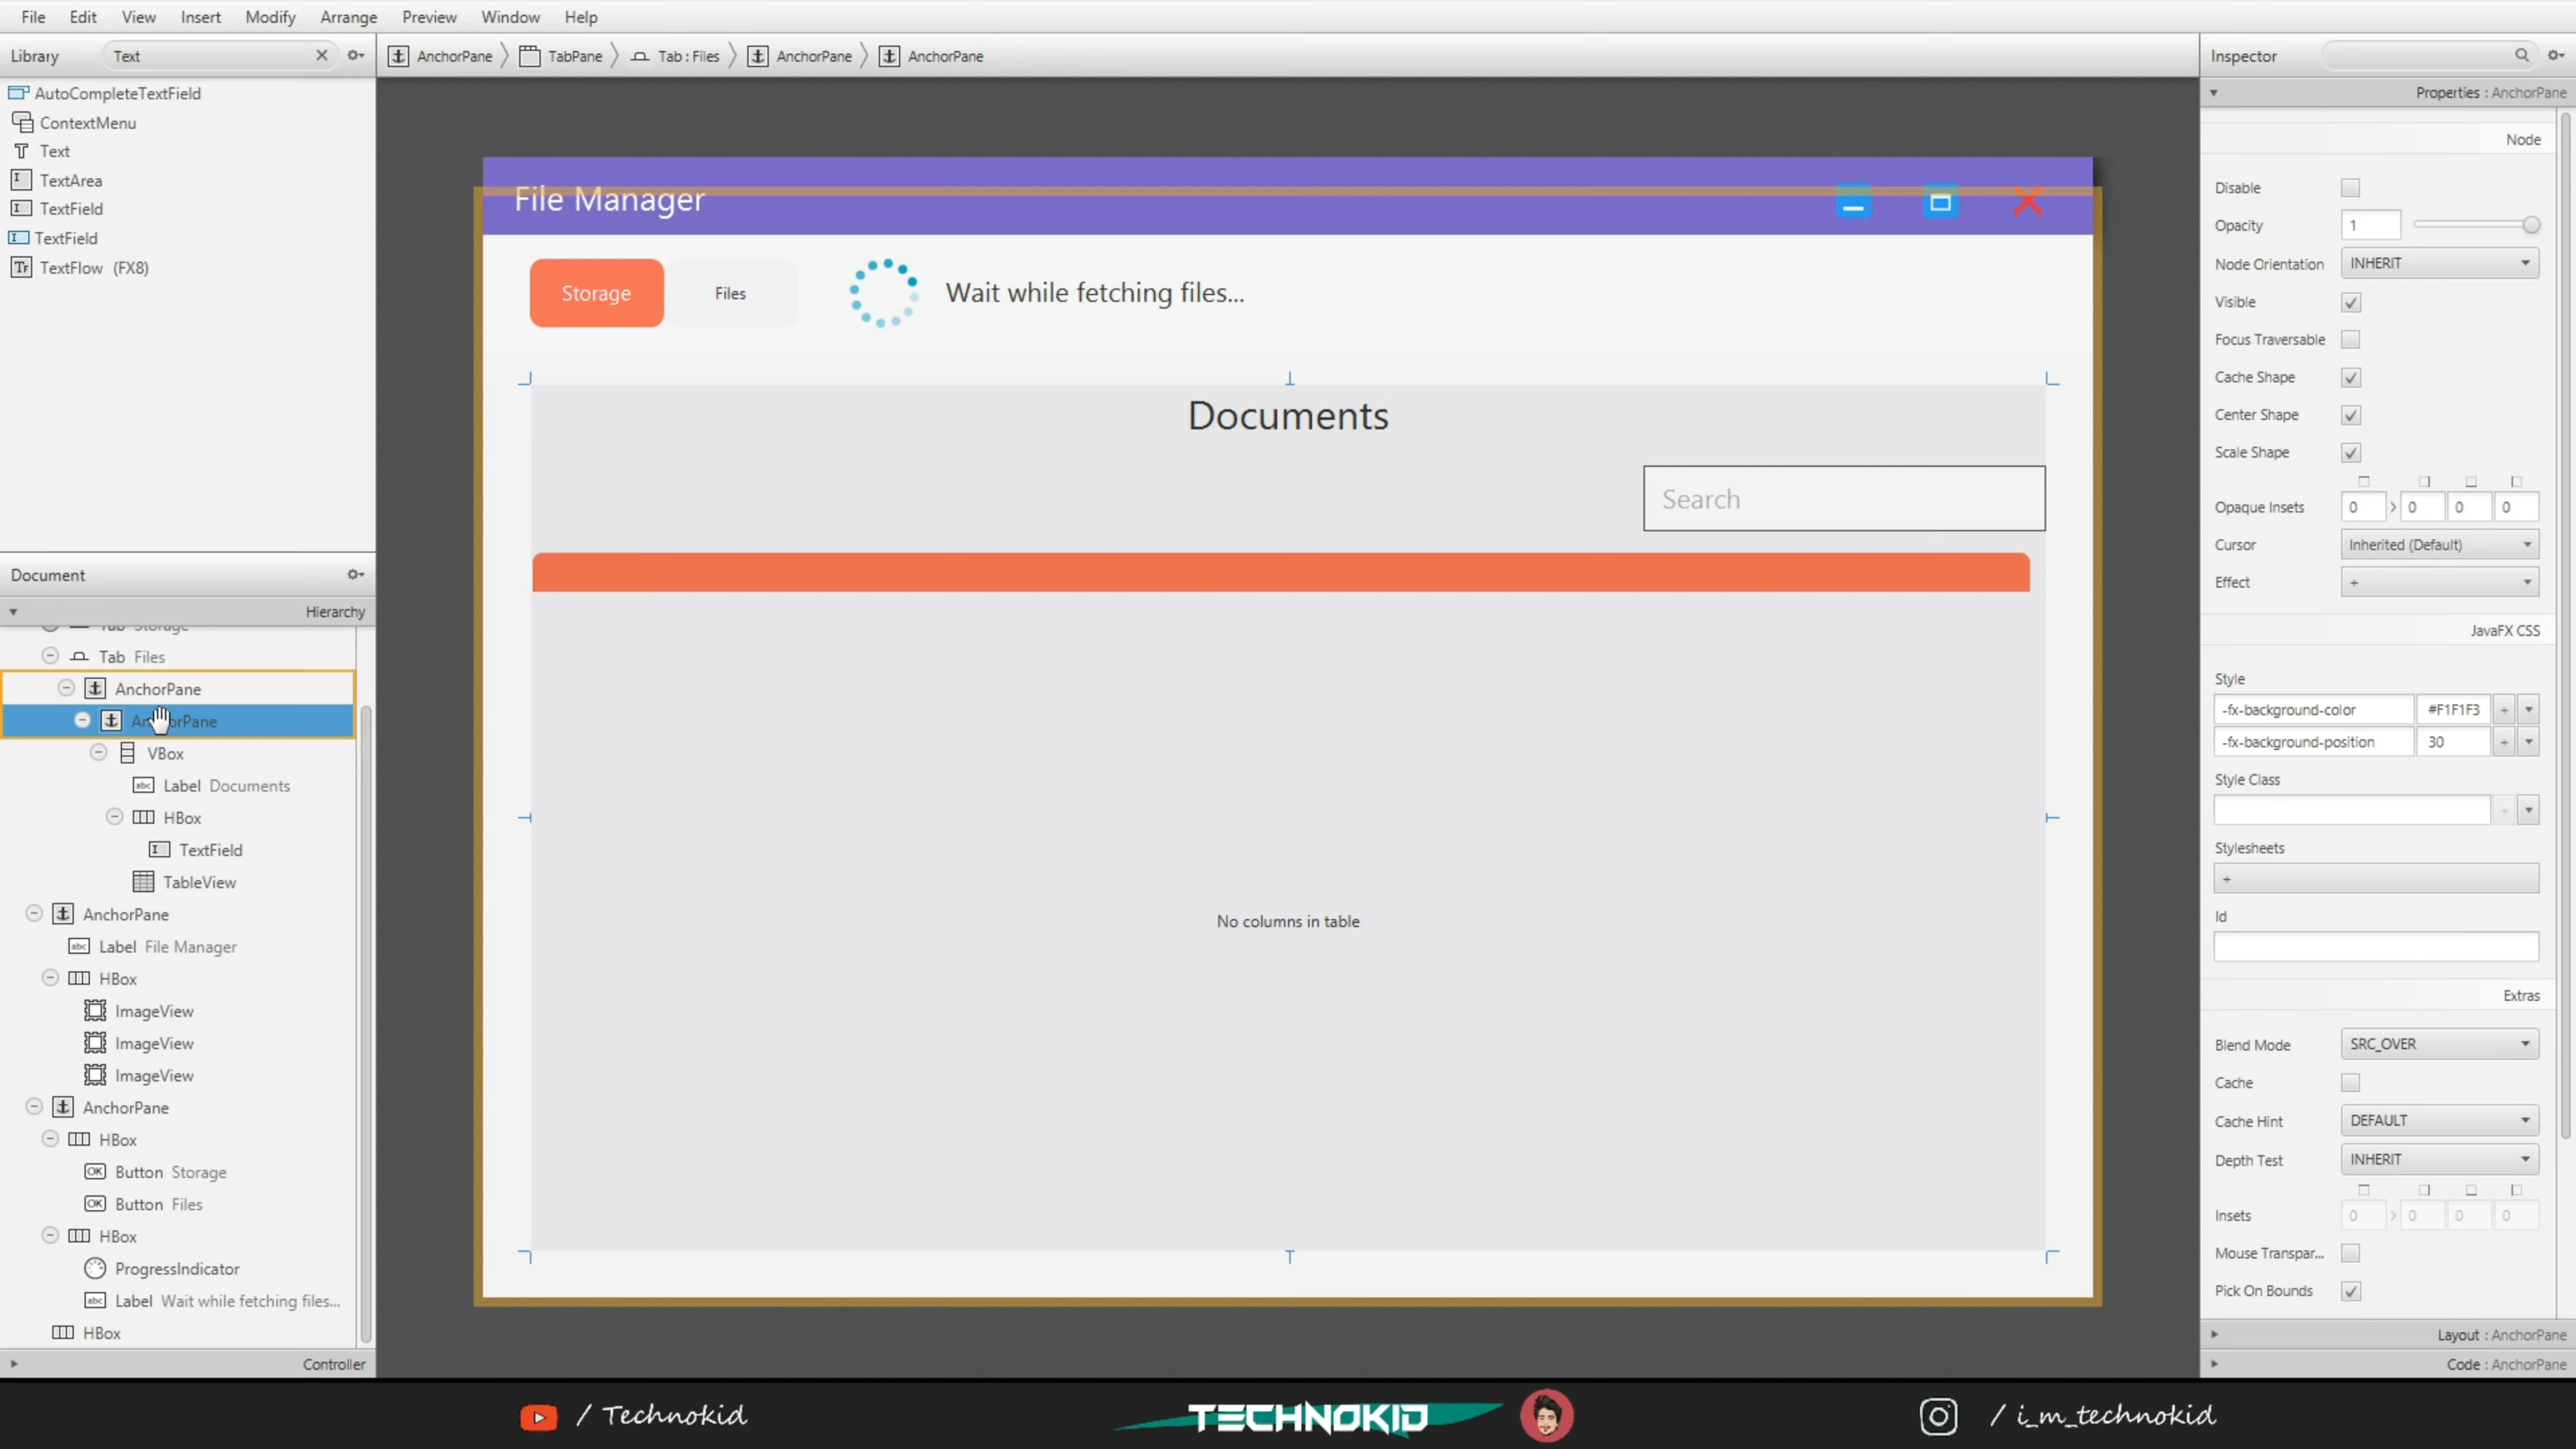 File Edit View Insert Modify Arrange Preview Window Help
Library Text
AnchorPane TabPane Tab : Files AnchorPane AnchorPane
Inspector
AutoCompleteTextField
ContextMenu
Text
TextArea
TextField
TextField
TextFlow (FX8)
Document
Hierarchy
Tab Storage
Tab Files
AnchorPane
AnchorPane
VBox
Label Documents
HBox
TextField
TableView
AnchorPane
Label File Manager
HBox
ImageView
ImageView
ImageView
AnchorPane
HBox
Button Storage
Button Files
HBox
ProgressIndicator
Label Wait while fetching files...
HBox
Controller
File Manager
Storage Files Wait while fetching files...
Documents
Search
No columns in table
Properties : AnchorPane
Node
Disable
Opacity 1
Node Orientation INHERIT
Visible
Focus Traversable
Cache Shape
Center Shape
Scale Shape
Opaque Insets 0 0 0 0
Cursor Inherited (Default)
Effect +
JavaFX CSS
Style
-fx-background-color #F1F1F3 +
-fx-background-position 30 +
Style Class
+
Stylesheets
+
Id
Extras
Blend Mode SRC_OVER
Cache
Cache Hint DEFAULT
Depth Test INHERIT
Insets 0 0 0 0
Mouse Transpar...
Pick On Bounds
Layout : AnchorPane
Code : AnchorPane
/ Technokid TECHNOKID / i_m_technokid